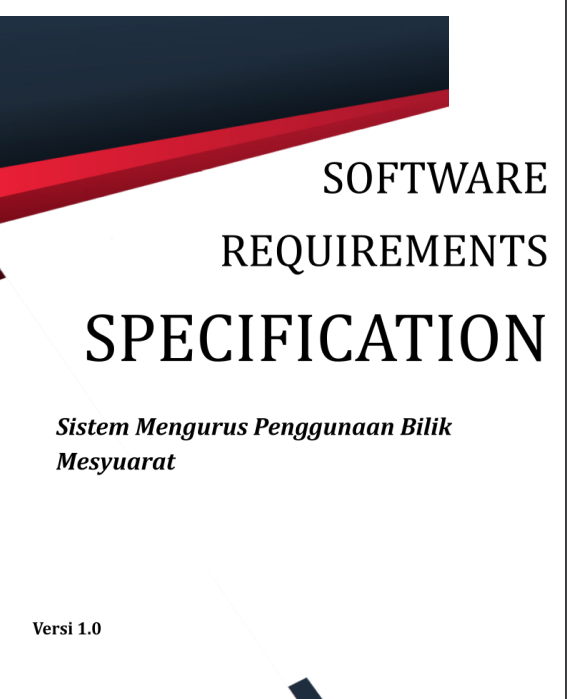 SOFTWARE
REQUIREMENTS
SPECIFICATION
Sistem Mengurus Penggunaan Bilik
Mesyuarat
Versi 1.0